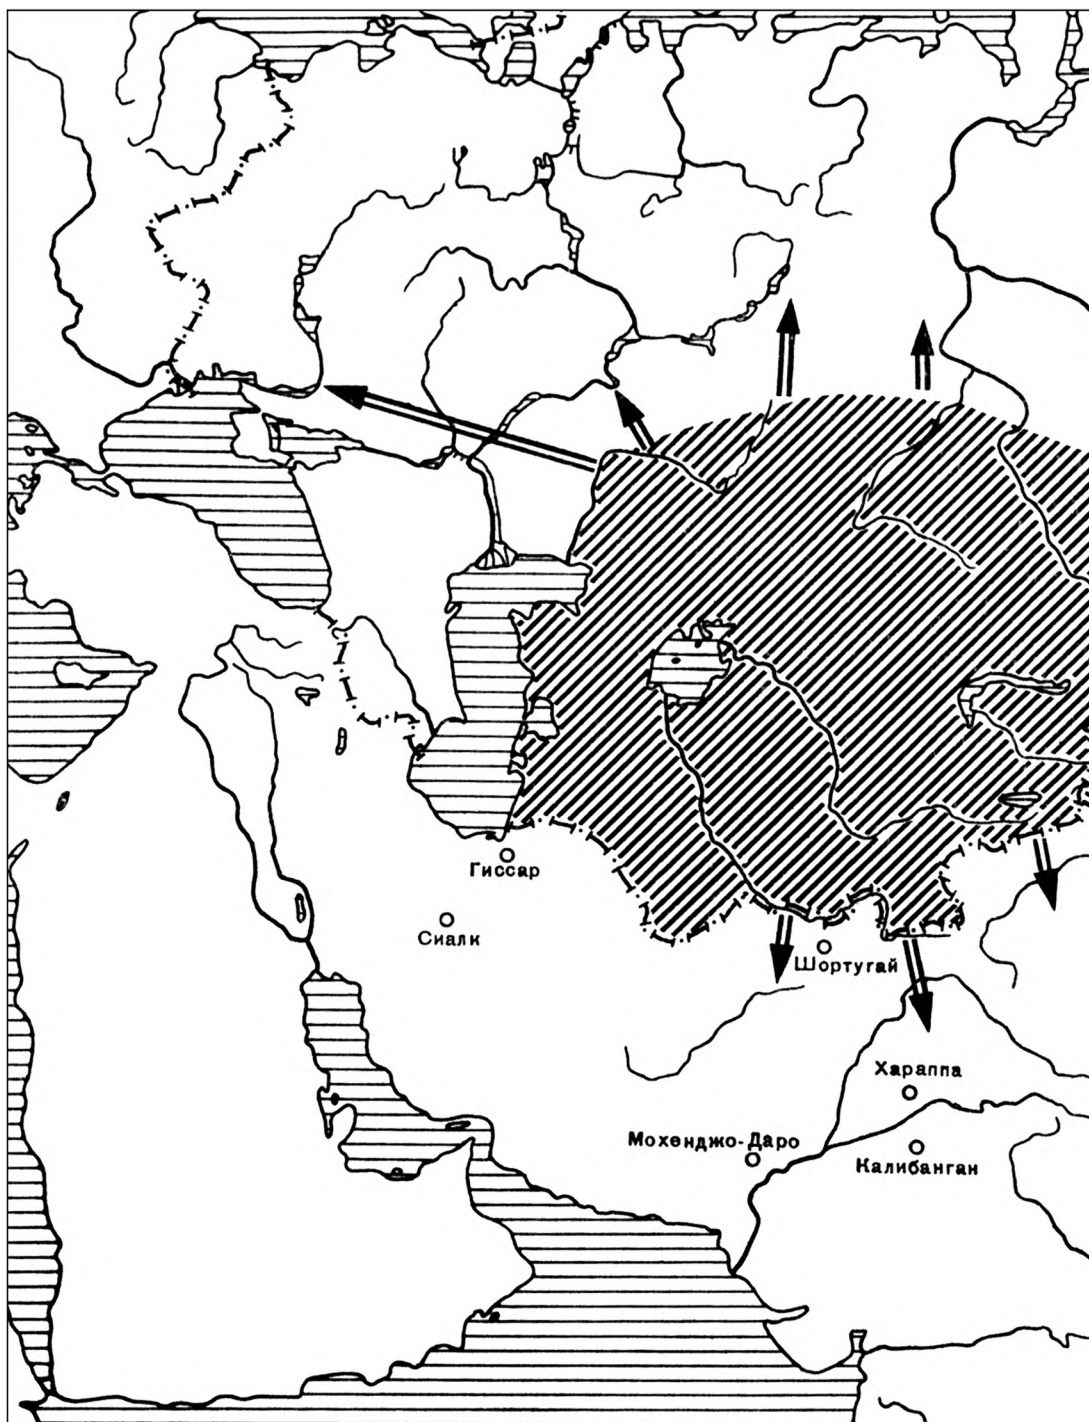 Гиссар
Сиалк
Шортугай
Хараппа
Мохенджо-Даро
Калибанган